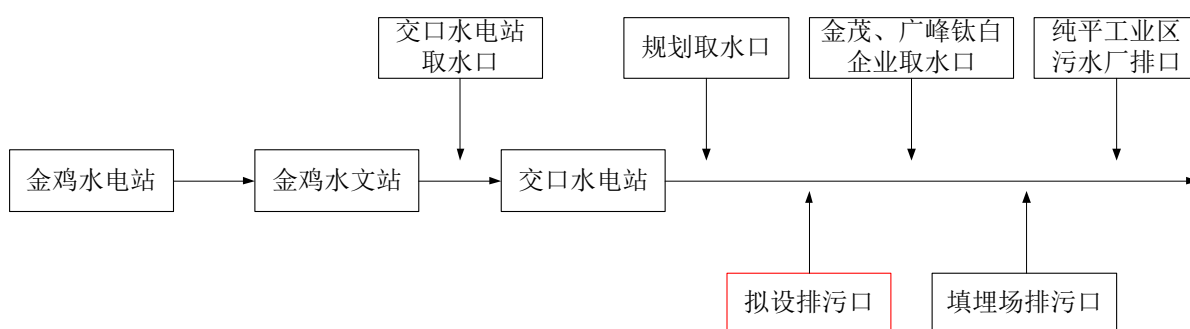 交口水电站
取水口
规划取水口
金茂、广峰钛白
企业取水口
纯平工业区
污水厂排口
金鸡水电站
金鸡水文站
交口水电站
拟设排污口
填埋场排污口